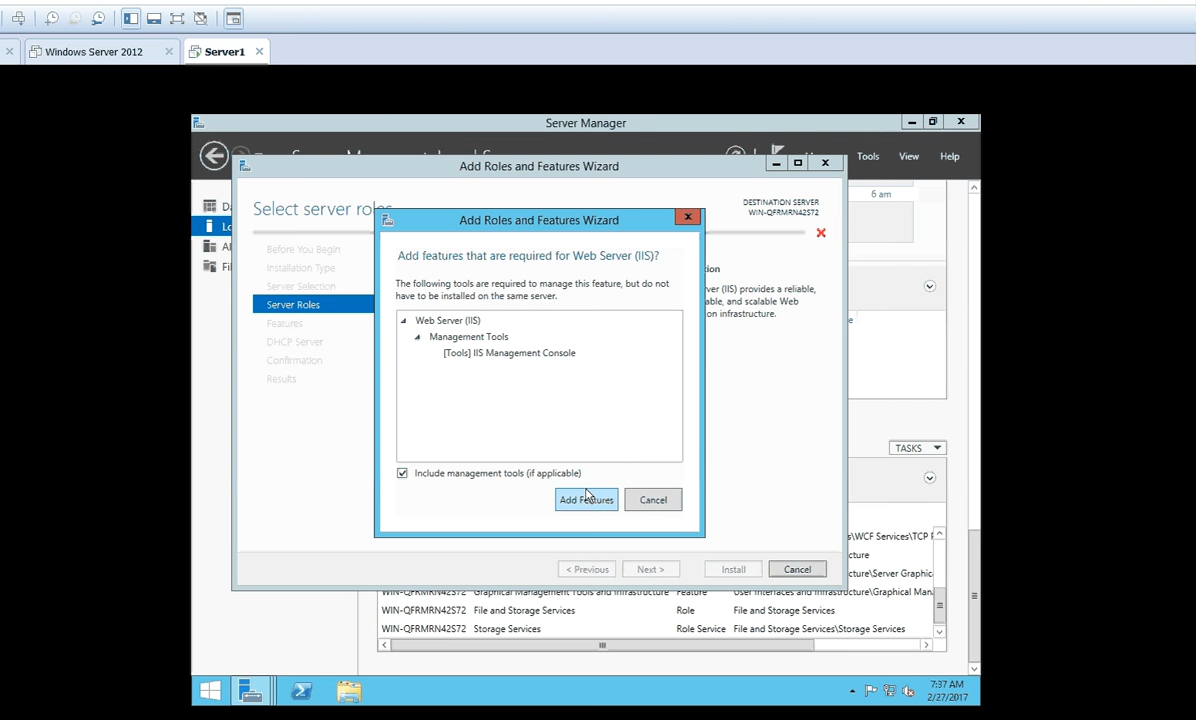 Windows Server 2012
Server1
Server Manager
Tools View Help
Add Roles and Features Wizard
Select server roles
DESTINATION SERVER
WIN-QFRMRN42S72
6 am
Before You Begin
Installation Type
Server Selection
Server Roles
Features
DHCP Server
Confirmation
Results
Add Roles and Features Wizard
Add features that are required for Web Server (IIS)?
The following tools are required to manage this feature, but do not
have to be installed on the same server.
Web Server (IIS)
Management Tools
[Tools] IIS Management Console
Include management tools (if applicable)
Add Features Cancel
ver (IIS) provides a reliable,
able, and scalable Web
on infrastructure.
TASKS
< Previous Next > Install Cancel
s\WCF Services\TCP
cture
cture\Server Graphic
WIN-QFRMRN42S72 Graphical Management Tools and Infrastructure Feature User Interfaces and Infrastructure\Graphical Man
WIN-QFRMRN42S72 File and Storage Services Role File and Storage Services
WIN-QFRMRN42S72 Storage Services Role Service File and Storage Services\Storage Services
7:37 AM
2/27/2017